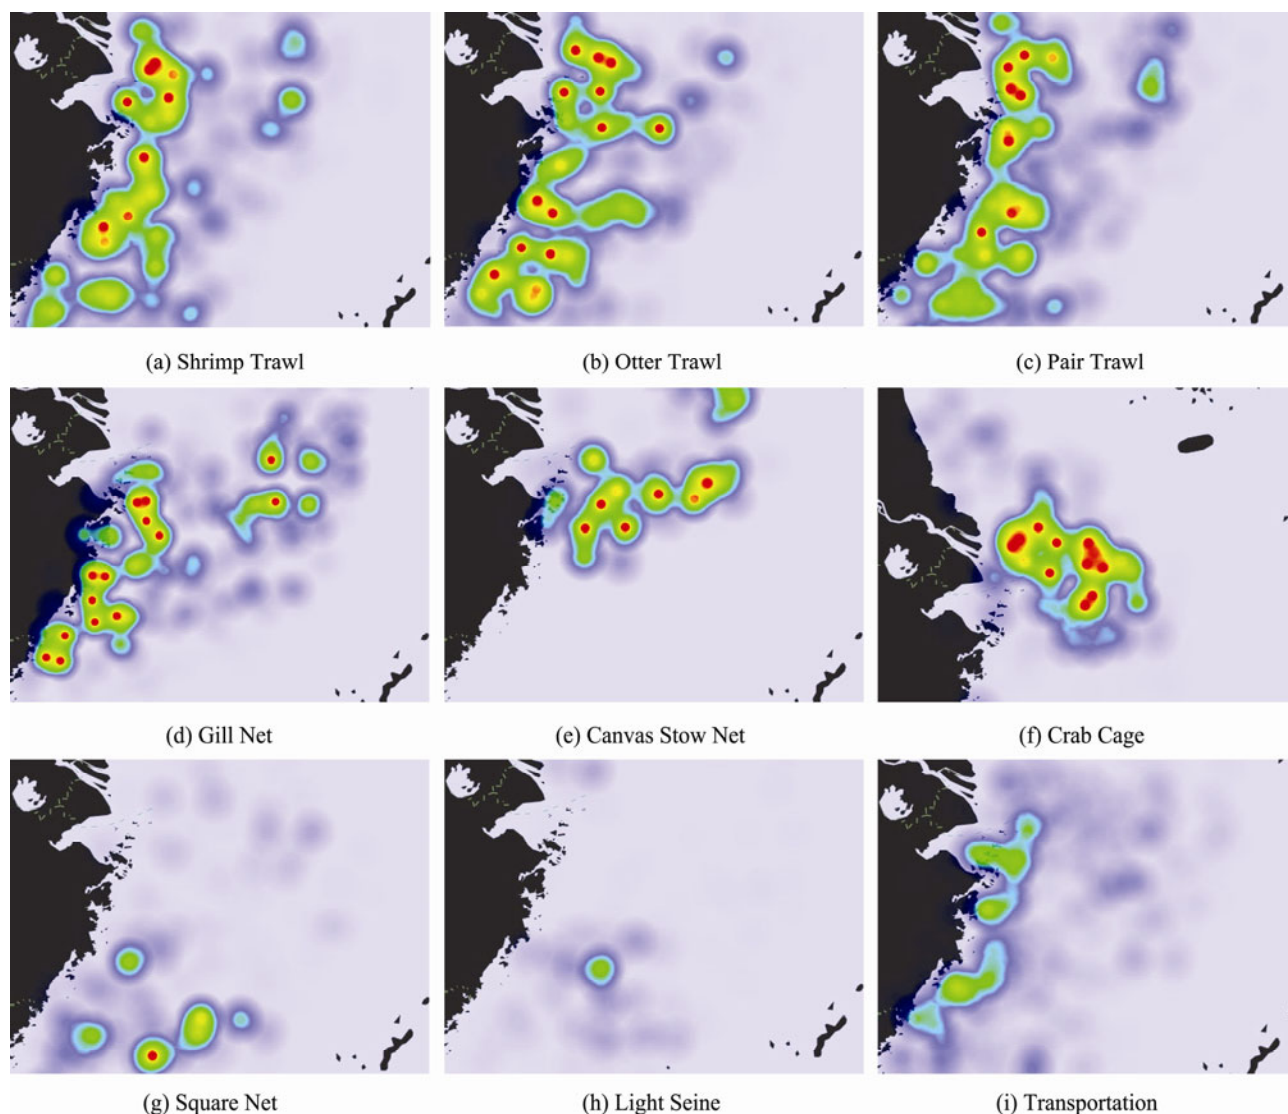 (a) Shrimp Trawl
(b) Otter Trawl
(c) Pair Trawl
(d) Gill Net
(e) Canvas Stow Net
(f) Crab Cage
(g) Square Net
(h) Light Seine
(i) Transportation